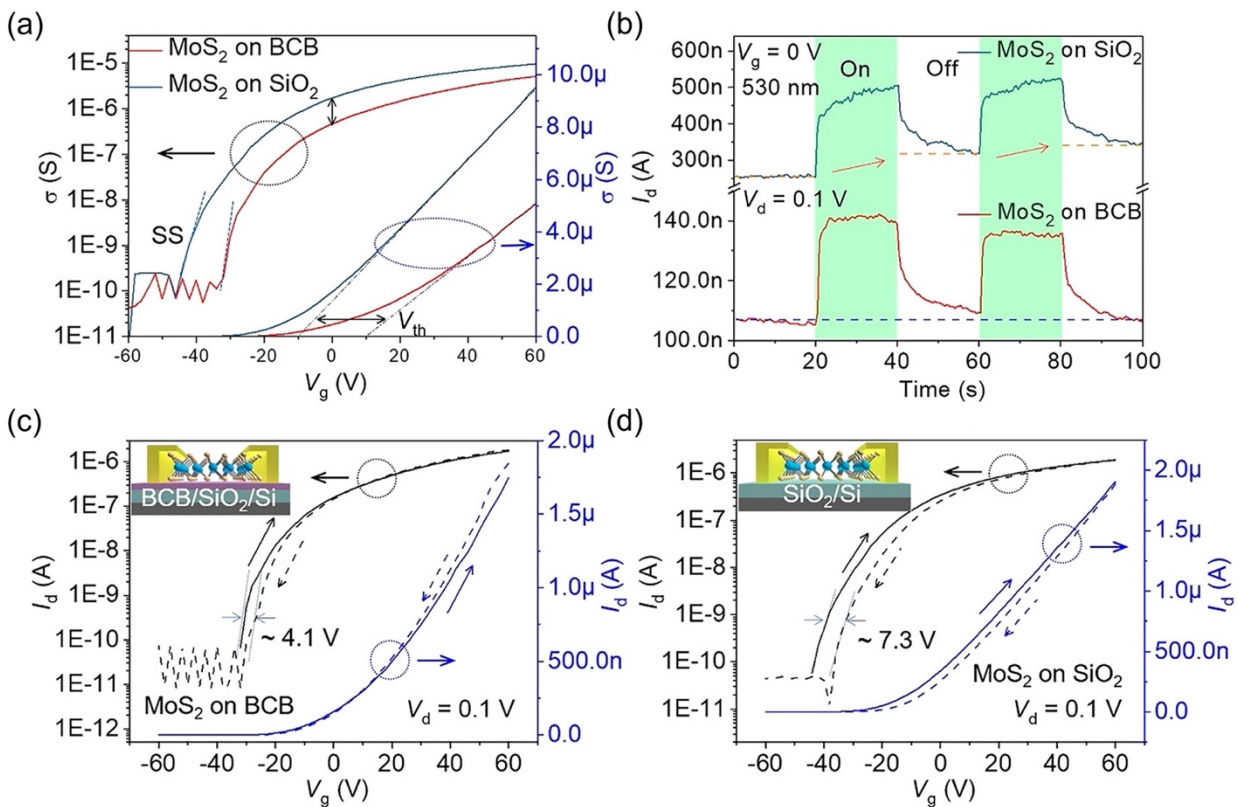 (a)
MoS2 on BCB
MoS2 on SiO2
1E-5
1E-6
1E-7
1E-8
1E-9
1E-10
1E-11
σ (S)
SS
Vth
10.0µ
8.0µ
6.0µ
4.0µ
2.0µ
0.0
σ (S)
-60 -40 -20 0 20 40 60
Vg (V)
(b)
600n
500n
400n
300n
140.0n
120.0n
100.0n
Id (A)
Vg = 0 V
530 nm
On
Off
MoS2 on SiO2
Vd = 0.1 V
MoS2 on BCB
0 20 40 60 80 100
Time (s)
(c)
1E-6
1E-7
1E-8
1E-9
1E-10
1E-11
1E-12
Id (A)
BCB/SiO2/Si
~ 4.1 V
MoS2 on BCB
Vd = 0.1 V
2.0µ
1.5µ
1.0µ
500.0n
0.0
Id (A)
-60 -40 -20 0 20 40 60
Vg (V)
(d)
1E-5
1E-6
1E-7
1E-8
1E-9
1E-10
1E-11
Id (A)
SiO2/Si
~ 7.3 V
MoS2 on SiO2
Vd = 0.1 V
2.0µ
1.5µ
1.0µ
500.0n
0.0
Id (A)
-60 -40 -20 0 20 40 60
Vg (V)